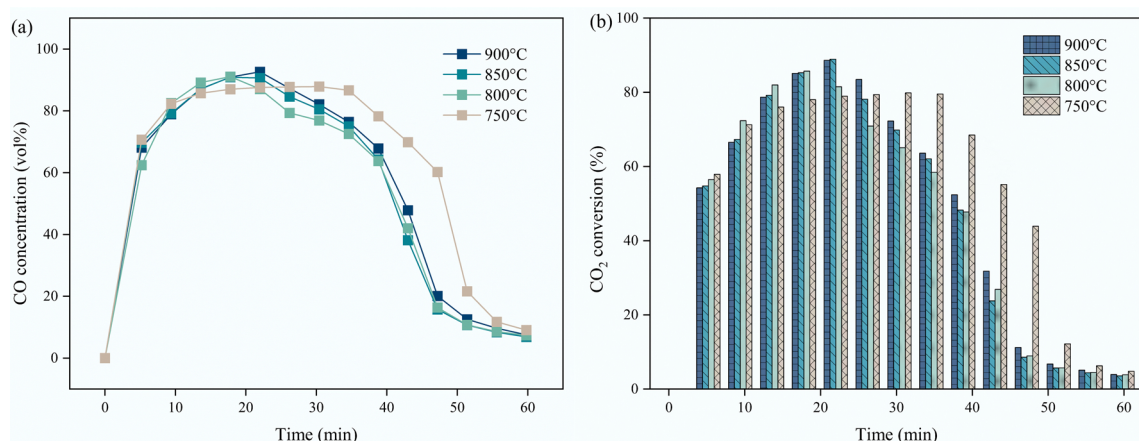 (a)
CO concentration (vol%)
100
80
60
40
20
0
900°C
850°C
800°C
750°C
0 10 20 30 40 50 60
Time (min)
(b)
CO₂ conversion (%)
100
80
60
40
20
0
900°C
850°C
800°C
750°C
0 10 20 30 40 50 60
Time (min)